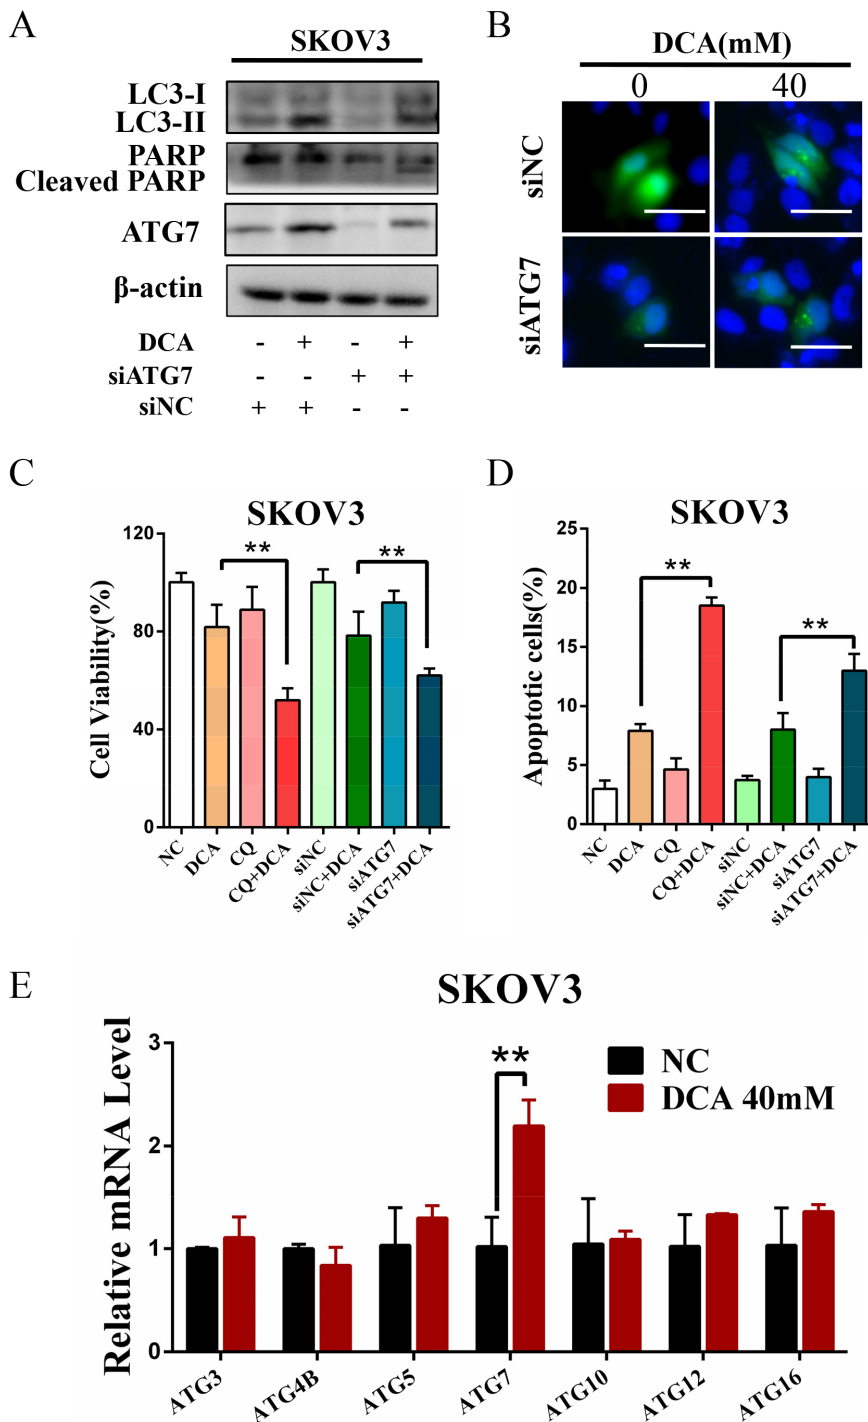 A
SKOV3
LC3-I
LC3-II
PARP
Cleaved PARP
ATG7
β-actin
DCA - + - +
siATG7 - - + +
siNC + + - -
B
DCA(mM)
0 40
siNC
siATG7
C
SKOV3
Cell Viability(%)
120
80
40
0
** **
NC DCA CQ CQ+DCA siNC siNC+DCA siATG7 siATG7+DCA
D
SKOV3
Apoptotic cells(%)
25
20
15
10
5
0
** **
NC DCA CQ CQ+DCA siNC siNC+DCA siATG7 siATG7+DCA
E
SKOV3
Relative mRNA Level
3
2
1
0
**
NC
DCA 40mM
ATG3 ATG4B ATG5 ATG7 ATG10 ATG12 ATG16